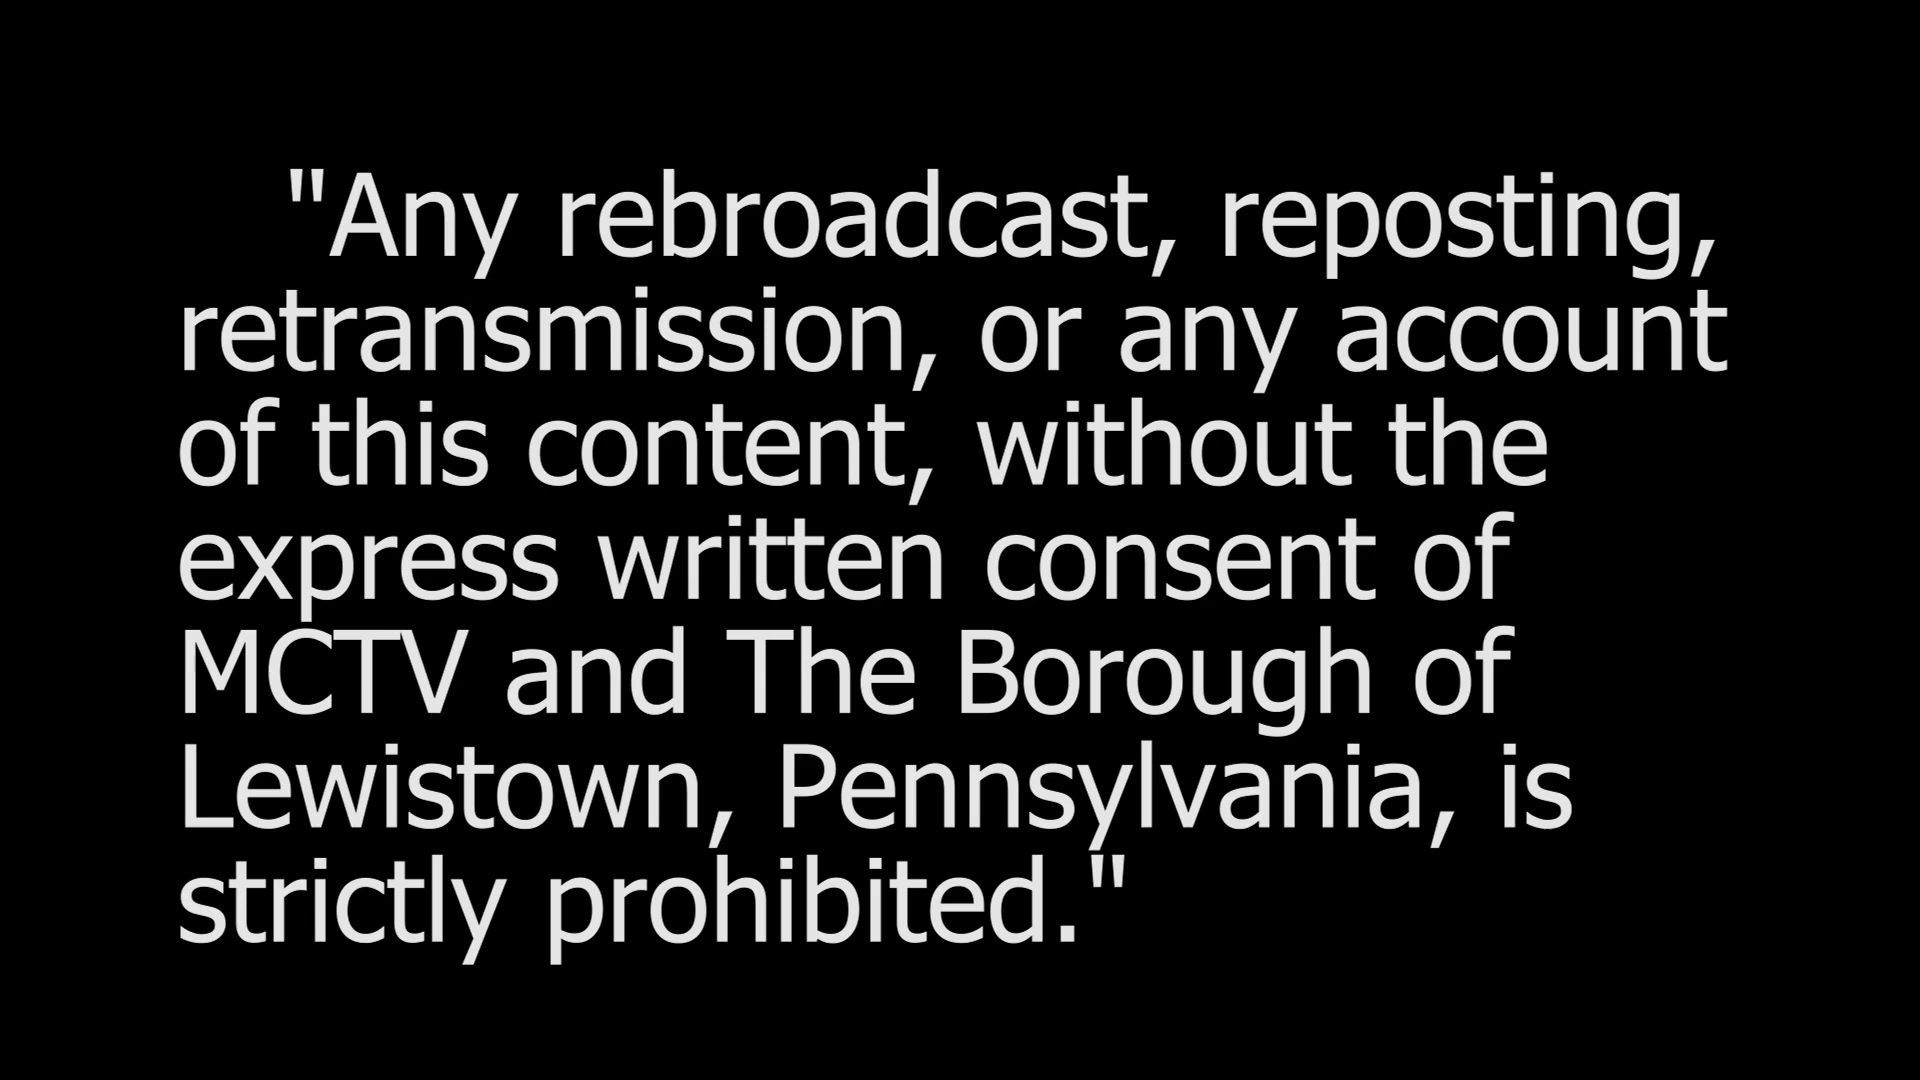 "Any rebroadcast, reposting,
retransmission, or any account
of this content, without the
express written consent of
MCTV and The Borough of
Lewistown, Pennsylvania, is
strictly prohibited."